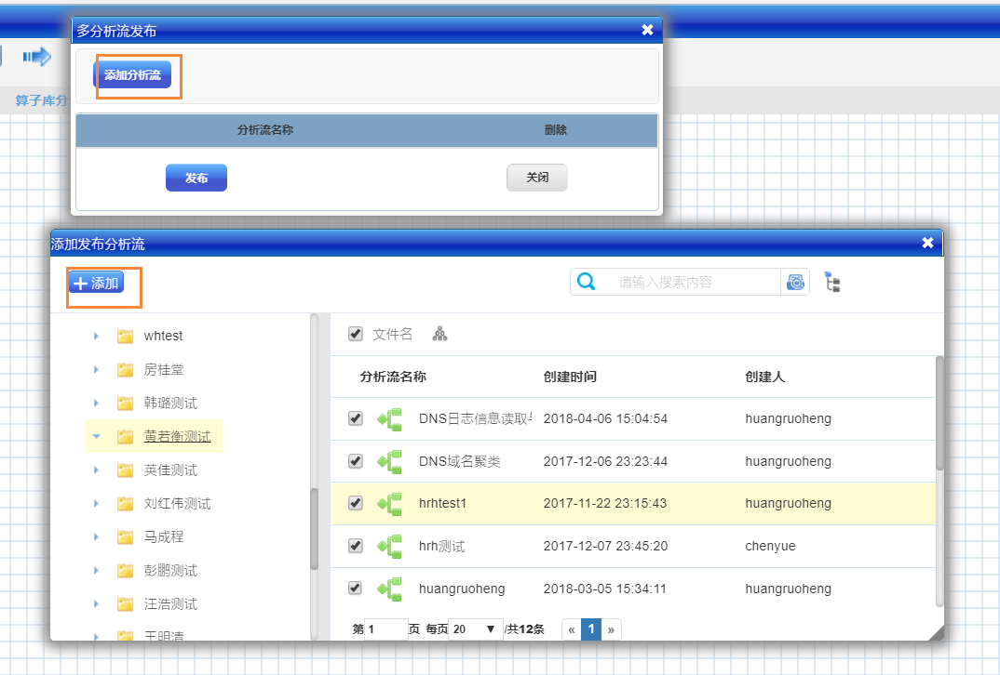 多分析流发布
添加分析流
算子库分
分析流名称 删除
发布 关闭
添加发布分析流
添加 请输入搜索内容
whtest
房桂堂
韩璐测试
黄若衡测试
英佳测试
刘红伟测试
马成程
彭鹏测试
汪浩测试
王明清
文件名
分析流名称 创建时间 创建人
DNS日志信息读取 2018-04-06 15:04:54 huangruoheng
DNS域名聚类 2017-12-06 23:23:44 huangruoheng
hrhtest1 2017-11-22 23:15:43 huangruoheng
hrh测试 2017-12-07 23:45:20 chenyue
huangruoheng 2018-03-05 15:34:11 huangruoheng
第 1 页 每页 20 ▼ /共12条 « 1 »